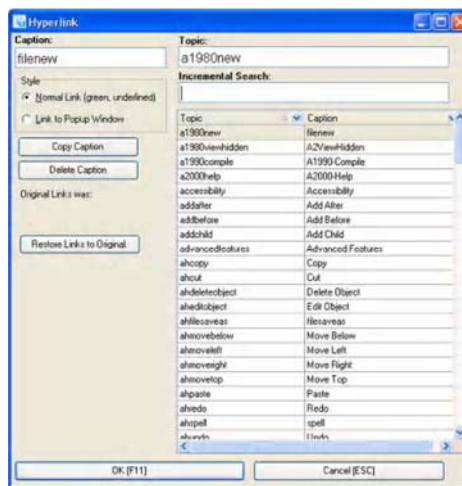 Hyperlink
Caption:
filenew
Topic:
a1980new
Incremental Search:
Style
Normal Link (green, underlined)
Link to Popup Window
Copy Caption
Delete Caption
Original Links was:
Restore Links to Original
Topic Caption
a1980new filenew
a1980viewhidden A2ViewHidden
a1990compile A1990-Compile
a2000help A2000-Help
accessibility Accessibility
addafter Add After
addbefore Add Before
addchild Add Child
advancedfeatures Advanced Features
ahcopy Copy
ahcut Cut
ahdeleteobject Delete Object
aheditobject Edit Object
ahfilesaveas filesaveas
ahmovebelow Move Below
ahmoveleft Move Left
ahmoveright Move Right
ahmovetop Move Top
ahpaste Paste
ahredo Redo
ahspell spell
ahundo Undo
OK [F11]
Cancel [ESC]